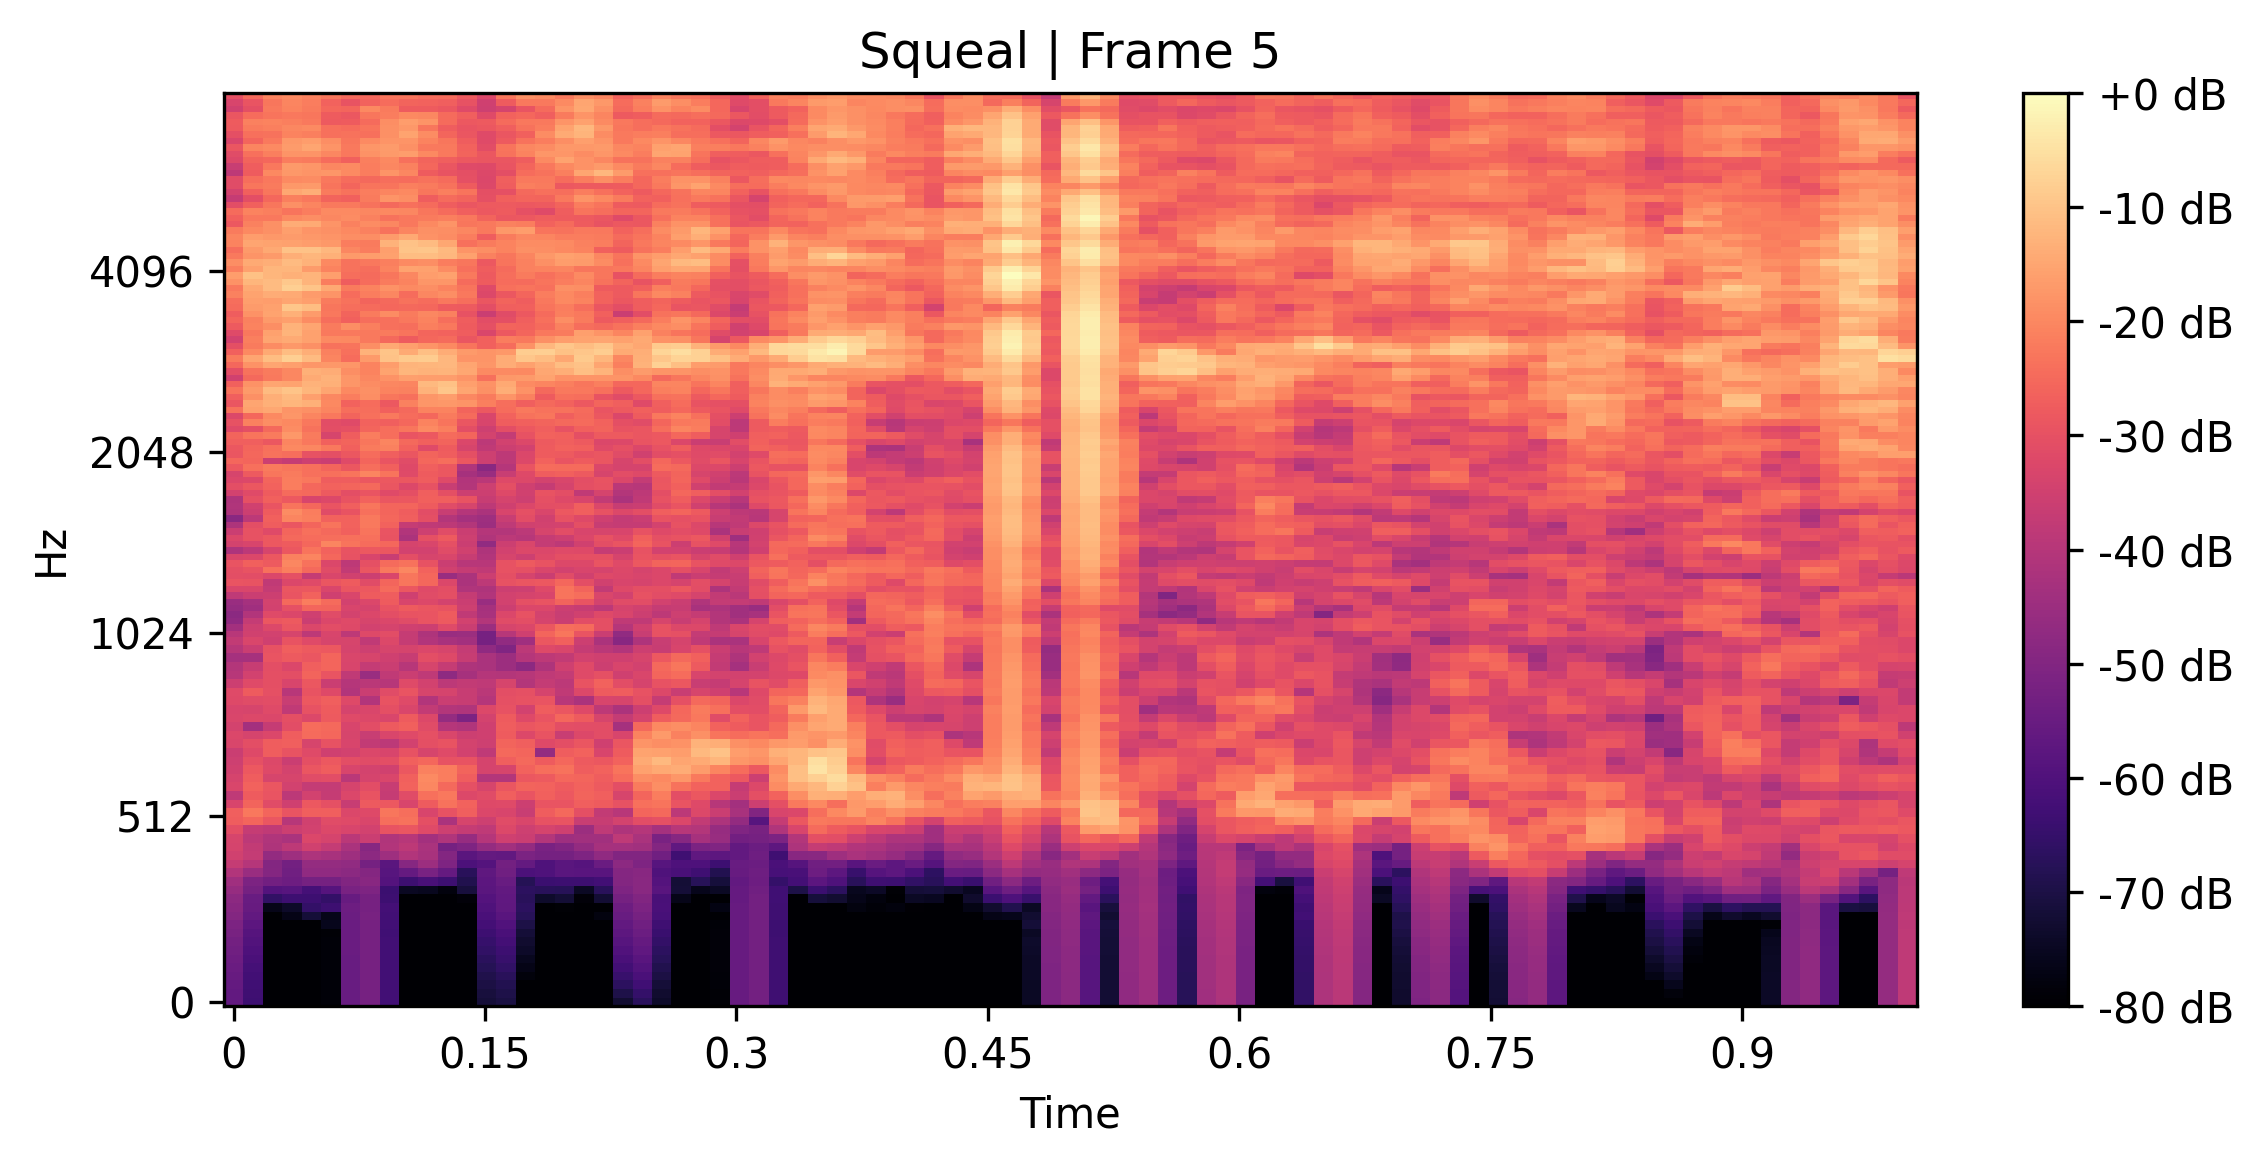 Squeal | Frame 5
Hz
4096
2048
1024
512
0
0 0.15 0.3 0.45 0.6 0.75 0.9
Time
+0 dB
-10 dB
-20 dB
-30 dB
-40 dB
-50 dB
-60 dB
-70 dB
-80 dB